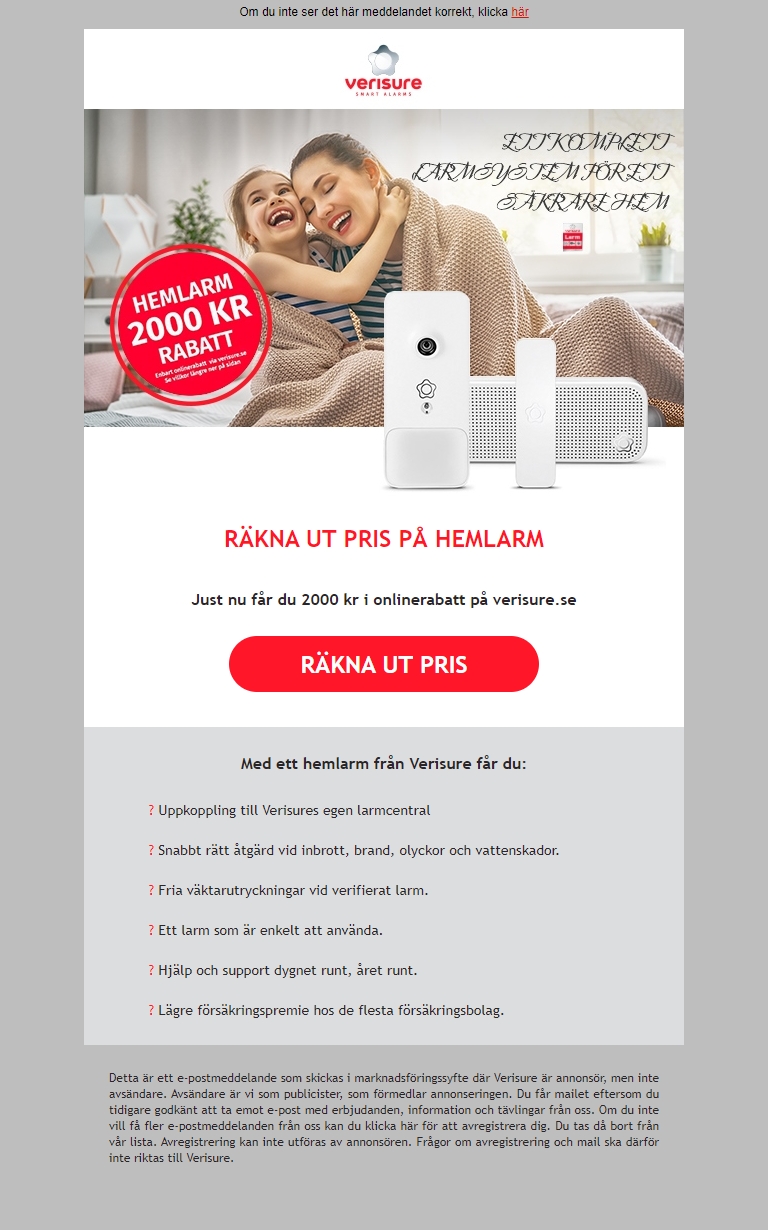 Om du inte ser det här meddelandet korrekt, klicka här
verisure
SMART ALARMS
ETT KOMPLETT
LARMSYSTEM FÖR ETT
SÄKRARE HEM
Larm
HEMLARM
2000 KR
RABATT
Enbart onlinerabatt via verisure.se
Se villkor längre ner på sidan
RÄKNA UT PRIS PÅ HEMLARM
Just nu får du 2000 kr i onlinerabatt på verisure.se
RÄKNA UT PRIS
Med ett hemlarm från Verisure får du:
? Uppkoppling till Verisures egen larmcentral
? Snabbt rätt åtgärd vid inbrott, brand, olyckor och vattenskador.
? Fria väktarutryckningar vid verifierat larm.
? Ett larm som är enkelt att använda.
? Hjälp och support dygnet runt, året runt.
? Lägre försäkringspremie hos de flesta försäkringsbolag.
Detta är ett e-postmeddelande som skickas i marknadsföringssyfte där Verisure är annonsör, men inte
avsändare. Avsändare är vi som publicister, som förmedlar annonseringen. Du får mailet eftersom du
tidigare godkänt att ta emot e-post med erbjudanden, information och tävlingar från oss. Om du inte
vill få fler e-postmeddelanden från oss kan du klicka här för att avregistrera dig. Du tas då bort från
vår lista. Avregistrering kan inte utföras av annonsören. Frågor om avregistrering och mail ska därför
inte riktas till Verisure.